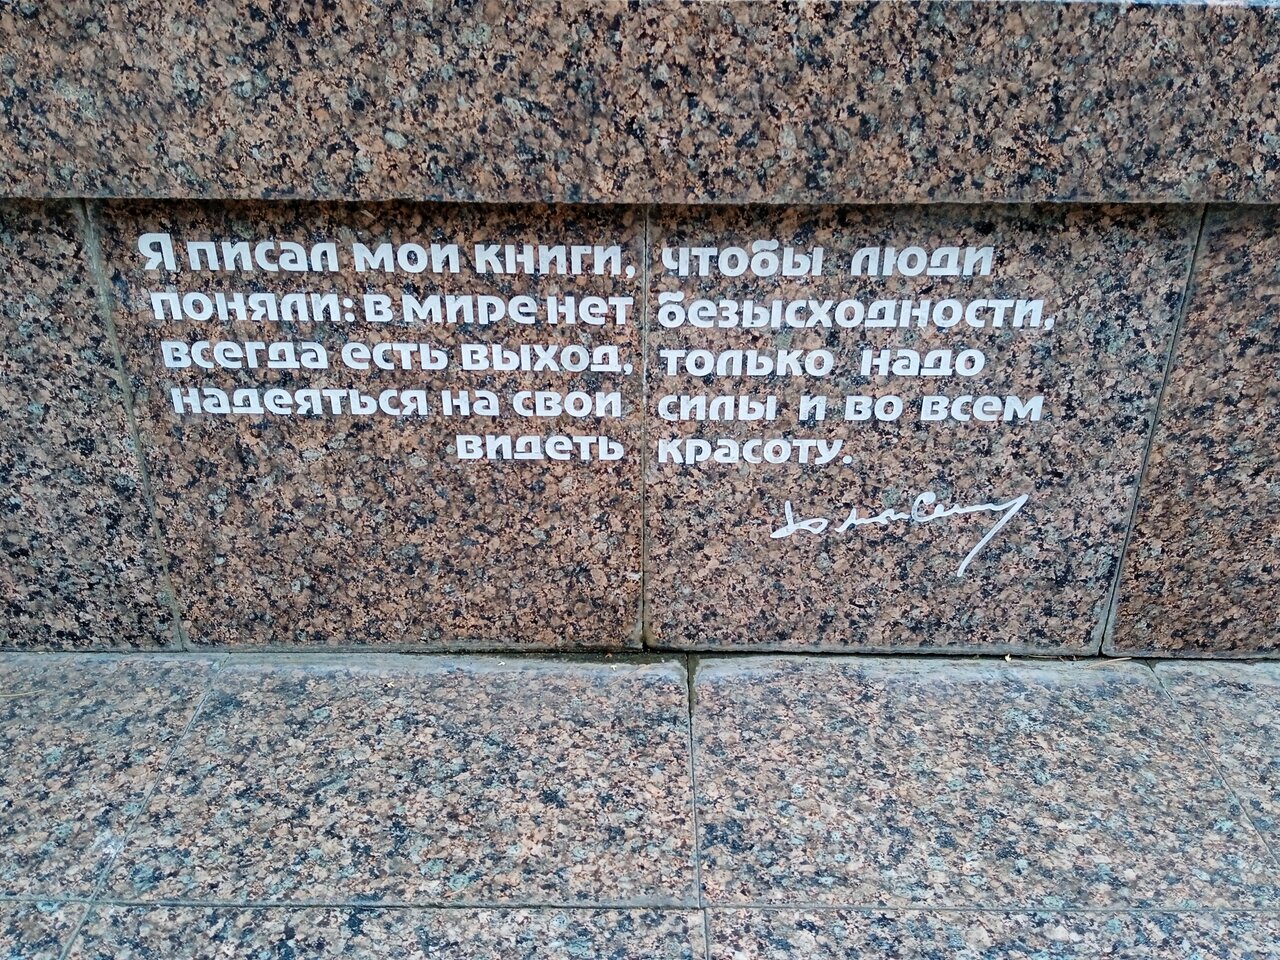 Я писал мои книги, чтобы люди
поняли: в мире нет безысходности,
всегда есть выход, только надо
надеяться на свои силы и во всем
видеть красоту.